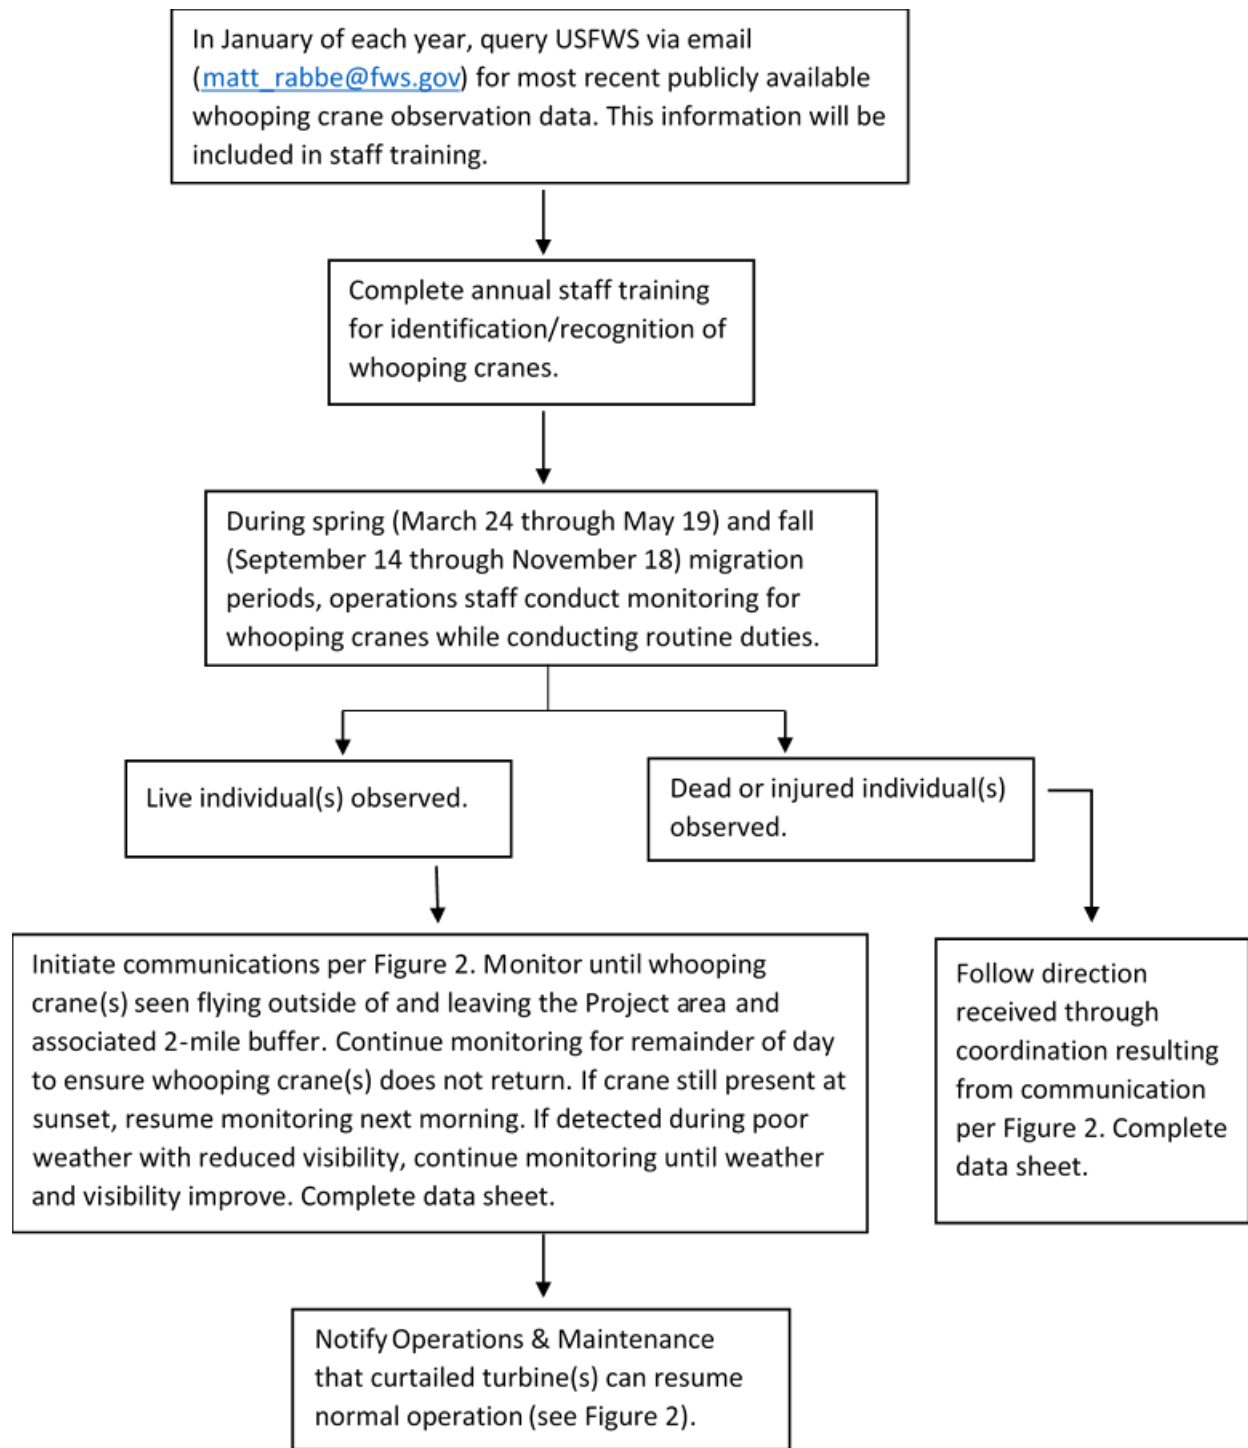 In January of each year, query USFWS via email
(matt_rabbe@fws.gov) for most recent publicly available
whooping crane observation data. This information will be
included in staff training.
Complete annual staff training
for identification/recognition of
whooping cranes.
During spring (March 24 through May 19) and fall
(September 14 through November 18) migration
periods, operations staff conduct monitoring for
whooping cranes while conducting routine duties.
Live individual(s) observed.
Dead or injured individual(s)
observed.
Initiate communications per Figure 2. Monitor until whooping
crane(s) seen flying outside of and leaving the Project area and
associated 2-mile buffer. Continue monitoring for remainder of day
to ensure whooping crane(s) does not return. If crane still present at
sunset, resume monitoring next morning. If detected during poor
weather with reduced visibility, continue monitoring until weather
and visibility improve. Complete data sheet.
Follow direction
received through
coordination resulting
from communication
per Figure 2. Complete
data sheet.
Notify Operations & Maintenance
that curtailed turbine(s) can resume
normal operation (see Figure 2).